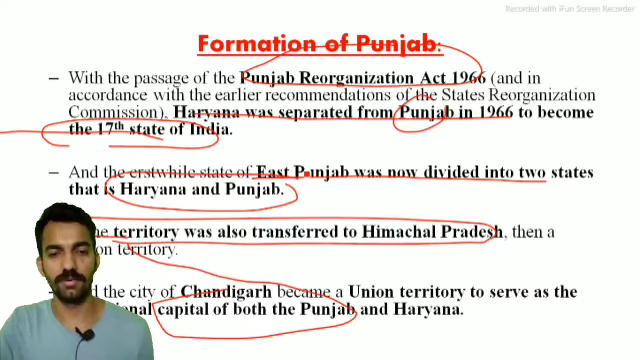 Recorded with iFun Screen Recorder
Formation of Punjab:
– With the passage of the Punjab Reorganization Act 1966 (and in
accordance with the earlier recommendations of the States Reorganization
Commission), Haryana was separated from Punjab in 1966 to become
the 17th state of India.
– And the erstwhile state of East Punjab was now divided into two states
that is Haryana and Punjab.
territory was also transferred to Himachal Pradesh, then a
territory.
the city of Chandigarh became a Union territory to serve as the
capital of both the Punjab and Haryana.